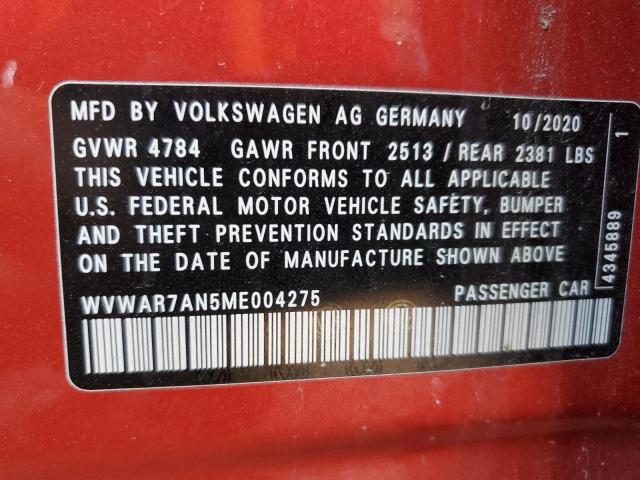 MFD BY VOLKSWAGEN AG GERMANY 10/2020
GVWR 4784 GAWR FRONT 2513 / REAR 2381 LBS
THIS VEHICLE CONFORMS TO ALL APPLICABLE
U.S. FEDERAL MOTOR VEHICLE SAFETY, BUMPER
AND THEFT PREVENTION STANDARDS IN EFFECT
ON THE DATE OF MANUFACTURE SHOWN ABOVE
WVWAR7AN5ME004275 PASSENGER CAR
4345889 1